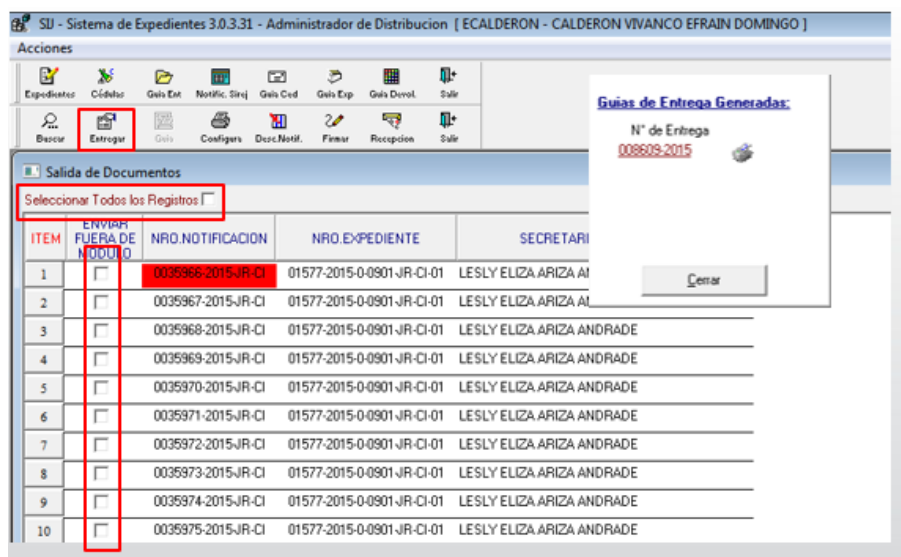 SIJ - Sistema de Expedientes 3.0.3.31 - Administrador de Distribucion [ ECALDERON - CALDERON VIVANCO EFRAIN DOMINGO ]
Acciones
Expedientes Cédulas Guia Ent Notific. Sirej Guia Ced Guia Exp Guia Devol. Salir
Buscar Entregar Guia Configura Desc.Notif. Firmar Recepcion Salir
Guias de Entrega Generadas:
N° de Entrega
008609-2015
Cerrar
Salida de Documentos
Seleccionar Todos los Registros
ITEM ENVIAR FUERA DE MODULO NRO.NOTIFICACION NRO.EXPEDIENTE SECRETARI
1 0035966-2015-JR-CI 01577-2015-0-0901-JR-CI-01 LESLY ELIZA ARIZA AN
2 0035967-2015-JR-CI 01577-2015-0-0901-JR-CI-01 LESLY ELIZA ARIZA AN
3 0035968-2015-JR-CI 01577-2015-0-0901-JR-CI-01 LESLY ELIZA ARIZA ANDRADE
4 0035969-2015-JR-CI 01577-2015-0-0901-JR-CI-01 LESLY ELIZA ARIZA ANDRADE
5 0035970-2015-JR-CI 01577-2015-0-0901-JR-CI-01 LESLY ELIZA ARIZA ANDRADE
6 0035971-2015-JR-CI 01577-2015-0-0901-JR-CI-01 LESLY ELIZA ARIZA ANDRADE
7 0035972-2015-JR-CI 01577-2015-0-0901-JR-CI-01 LESLY ELIZA ARIZA ANDRADE
8 0035973-2015-JR-CI 01577-2015-0-0901-JR-CI-01 LESLY ELIZA ARIZA ANDRADE
9 0035974-2015-JR-CI 01577-2015-0-0901-JR-CI-01 LESLY ELIZA ARIZA ANDRADE
10 0035975-2015-JR-CI 01577-2015-0-0901-JR-CI-01 LESLY ELIZA ARIZA ANDRADE